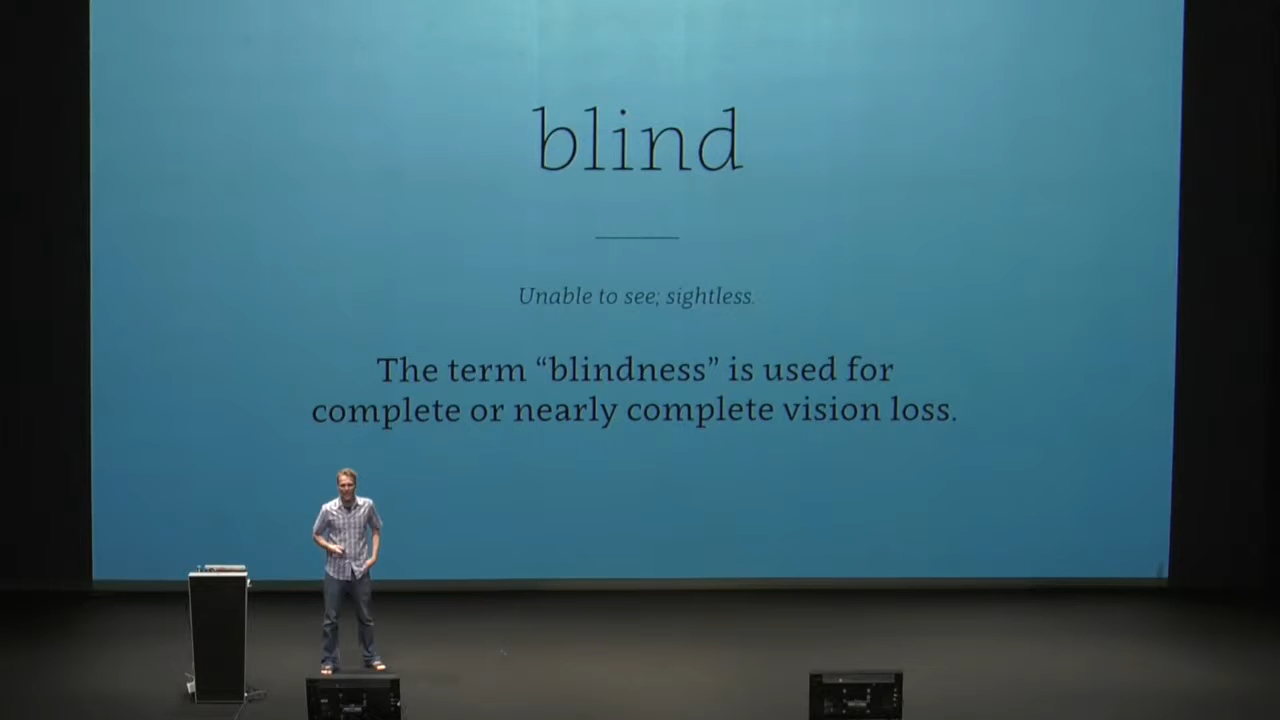 blind
Unable to see; sightless.
The term “blindness” is used for
complete or nearly complete vision loss.